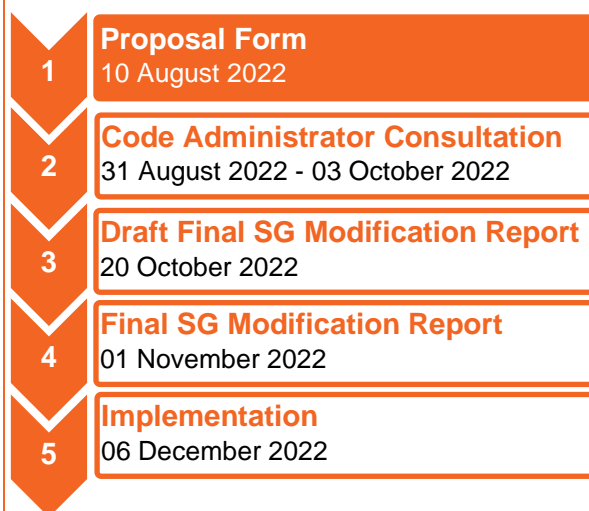 1
Proposal Form
10 August 2022
2
Code Administrator Consultation
31 August 2022 - 03 October 2022
3
Draft Final SG Modification Report
20 October 2022
4
Final SG Modification Report
01 November 2022
5
Implementation
06 December 2022